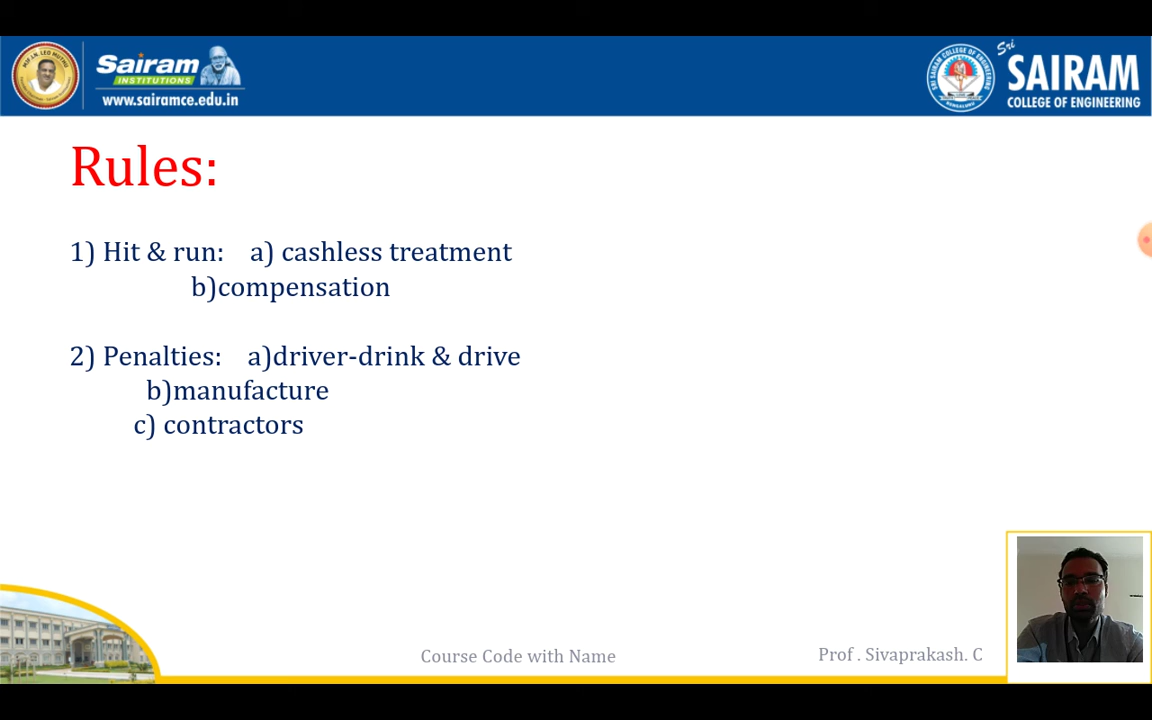 Sairam
INSTITUTIONS
www.sairamce.edu.in
Sri
SAIRAM
COLLEGE OF ENGINEERING
Rules:
1) Hit & run: a) cashless treatment
b)compensation
2) Penalties: a)driver-drink & drive
b)manufacture
c) contractors
Course Code with Name
Prof . Sivaprakash. C